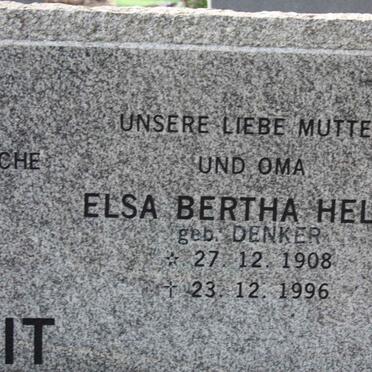 UNSERE LIEBE MUTTE
CHE
UND OMA
ELSA BERTHA HEL
geb. DENKER
☆ 27. 12. 1908
† 23. 12. 1996
IT